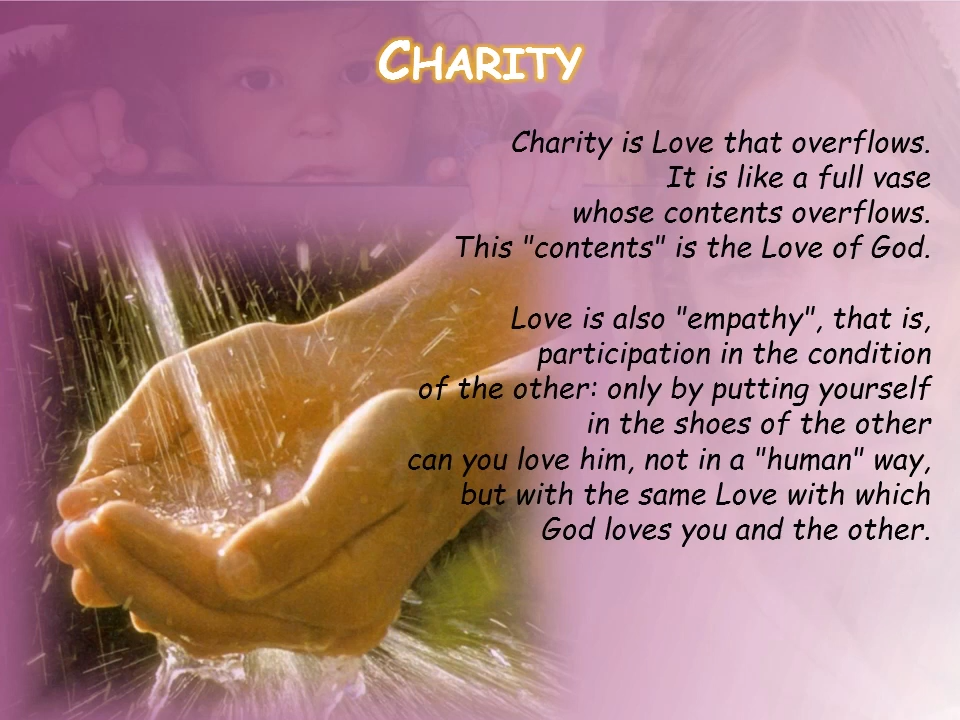 CHARITY
Charity is Love that overflows.
It is like a full vase
whose contents overflows.
This "contents" is the Love of God.
Love is also "empathy", that is,
participation in the condition
of the other: only by putting yourself
in the shoes of the other
can you love him, not in a "human" way,
but with the same Love with which
God loves you and the other.